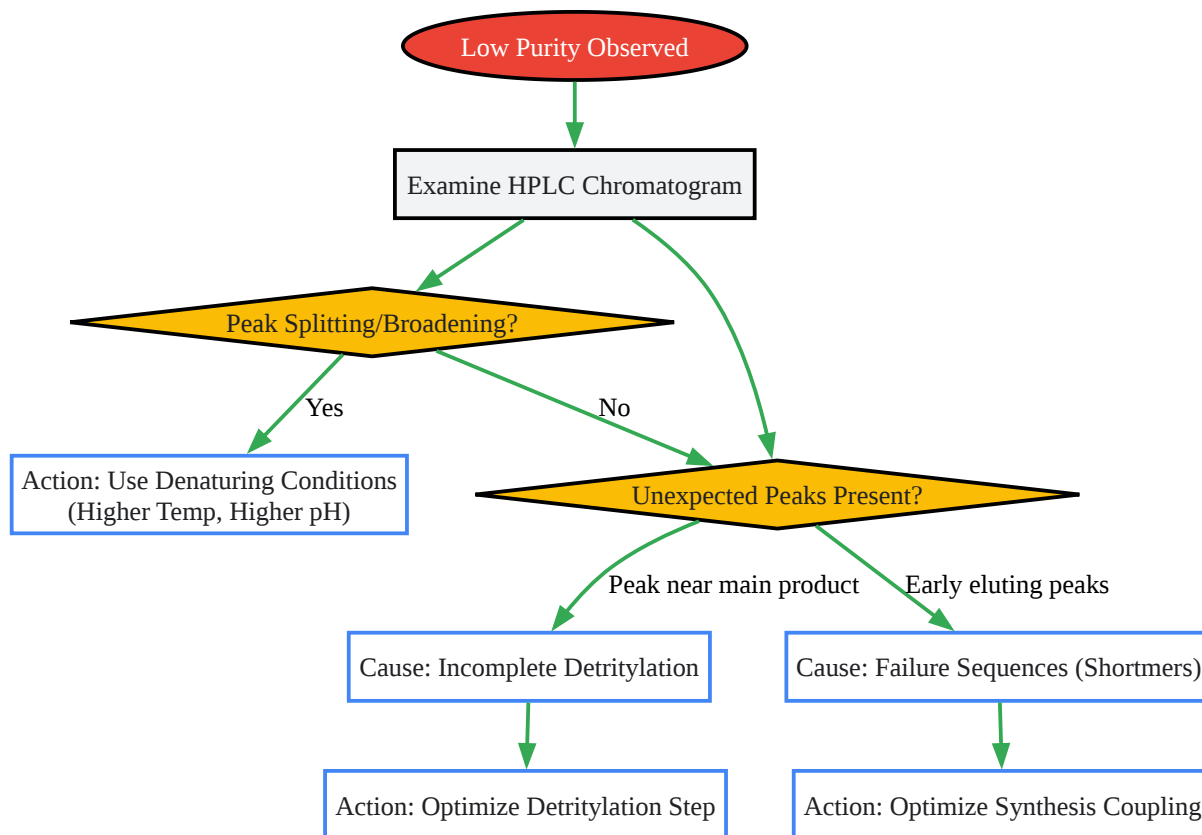 Low Purity Observed
Examine HPLC Chromatogram
Peak Splitting/Broadening?
Yes
No
Action: Use Denaturing Conditions
(Higher Temp, Higher pH)
Unexpected Peaks Present?
Peak near main product
Early eluting peaks
Cause: Incomplete Detritylation
Cause: Failure Sequences (Shortmers)
Action: Optimize Detritylation Step
Action: Optimize Synthesis Coupling